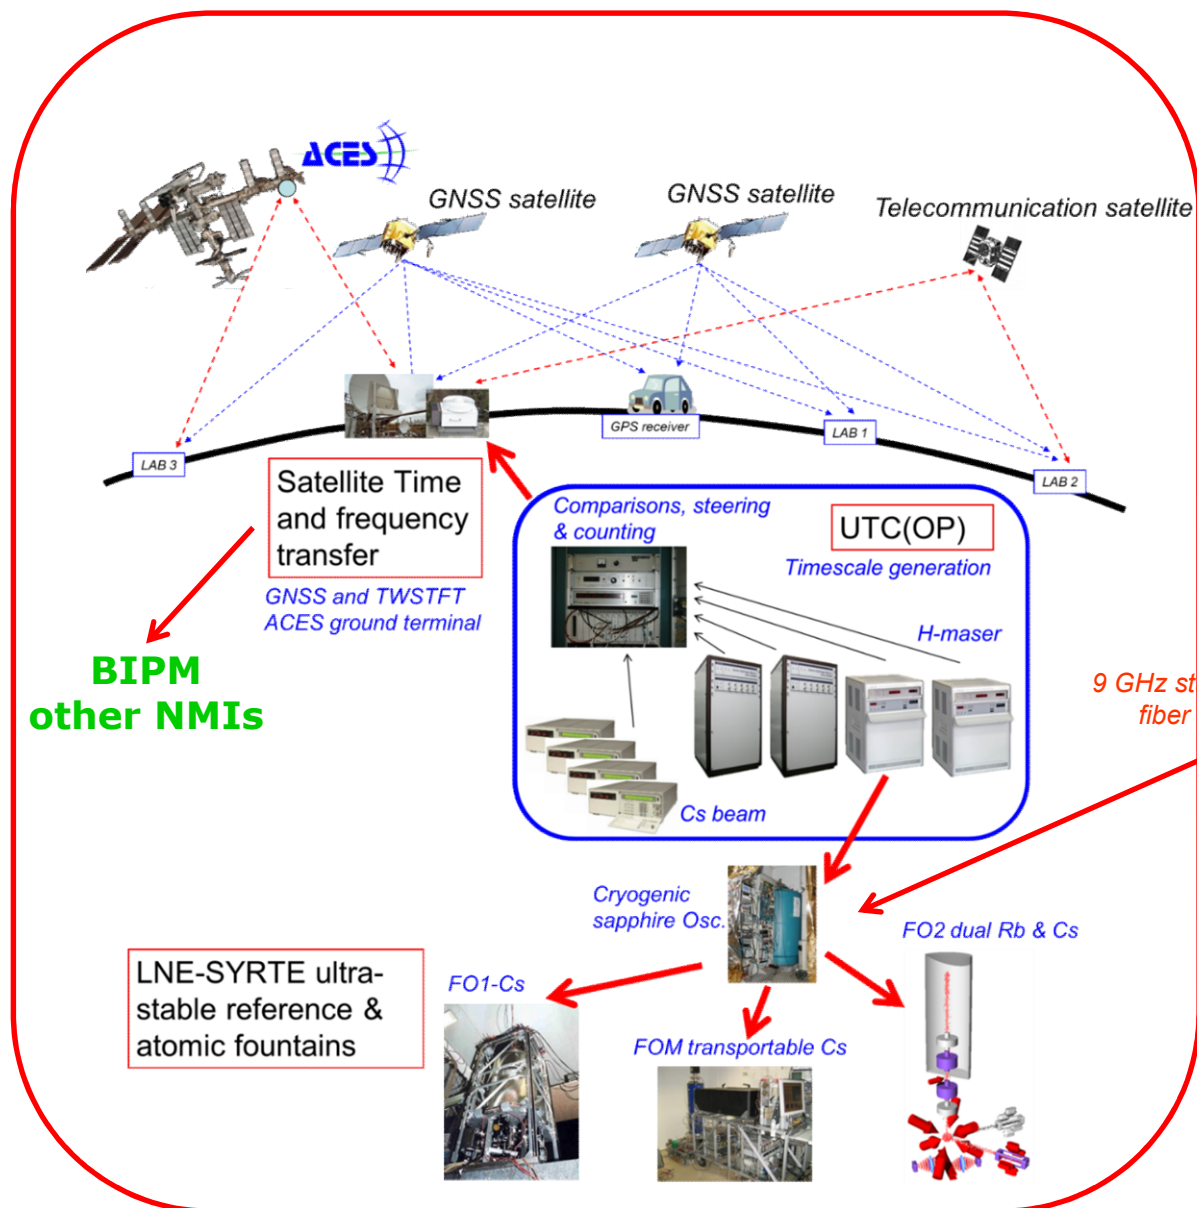 ACES
GNSS satellite
GNSS satellite
Telecommunication satellite
GPS receiver
LAB 1
LAB 3
LAB 2
Satellite Time
and frequency
transfer
GNSS and TWSTFT
ACES ground terminal
Comparisons, steering
& counting
UTC(OP)
Timescale generation
H-maser
Cs beam
BIPM
other NMIs
9 GHz st
fiber
Cryogenic
sapphire Osc.
FO2 dual Rb & Cs
LNE-SYRTE ultra-
stable reference &
atomic fountains
FO1-Cs
FOM transportable Cs